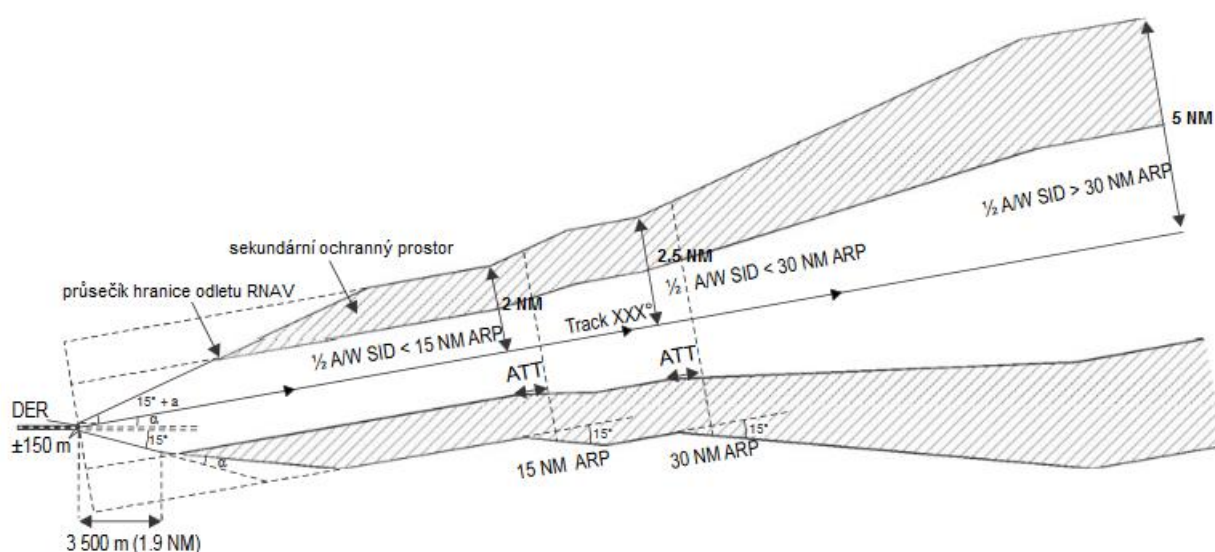 5 NM
½ A/W SID > 30 NM ARP
sekundární ochranný prostor
2.5 NM
½ A/W SID < 30 NM ARP
průsečík hranice odletu RNAV
2 NM
Track XXX°
½ A/W SID < 15 NM ARP
ATT
ATT
DER
15° + a
α
±150 m
15°
15°
15°
α
15 NM ARP
30 NM ARP
3 500 m (1.9 NM)